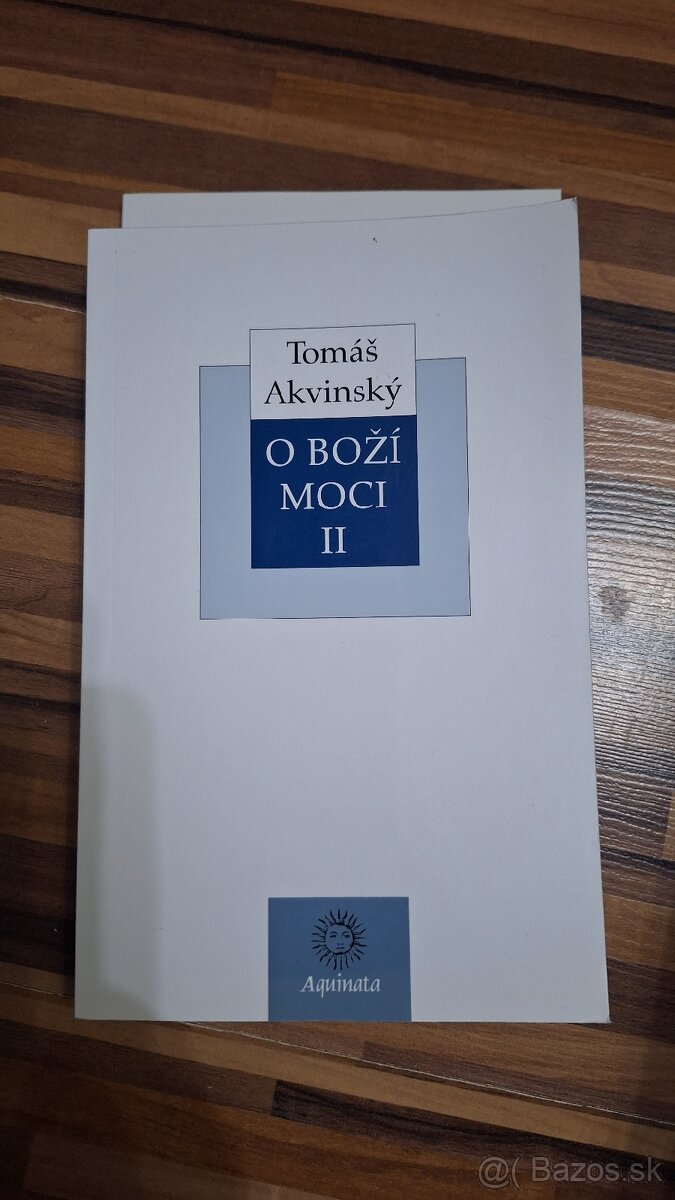 Tomáš
Akvinský
O BOŽÍ
MOCI
II
Aquinata
@( Bazos.sk